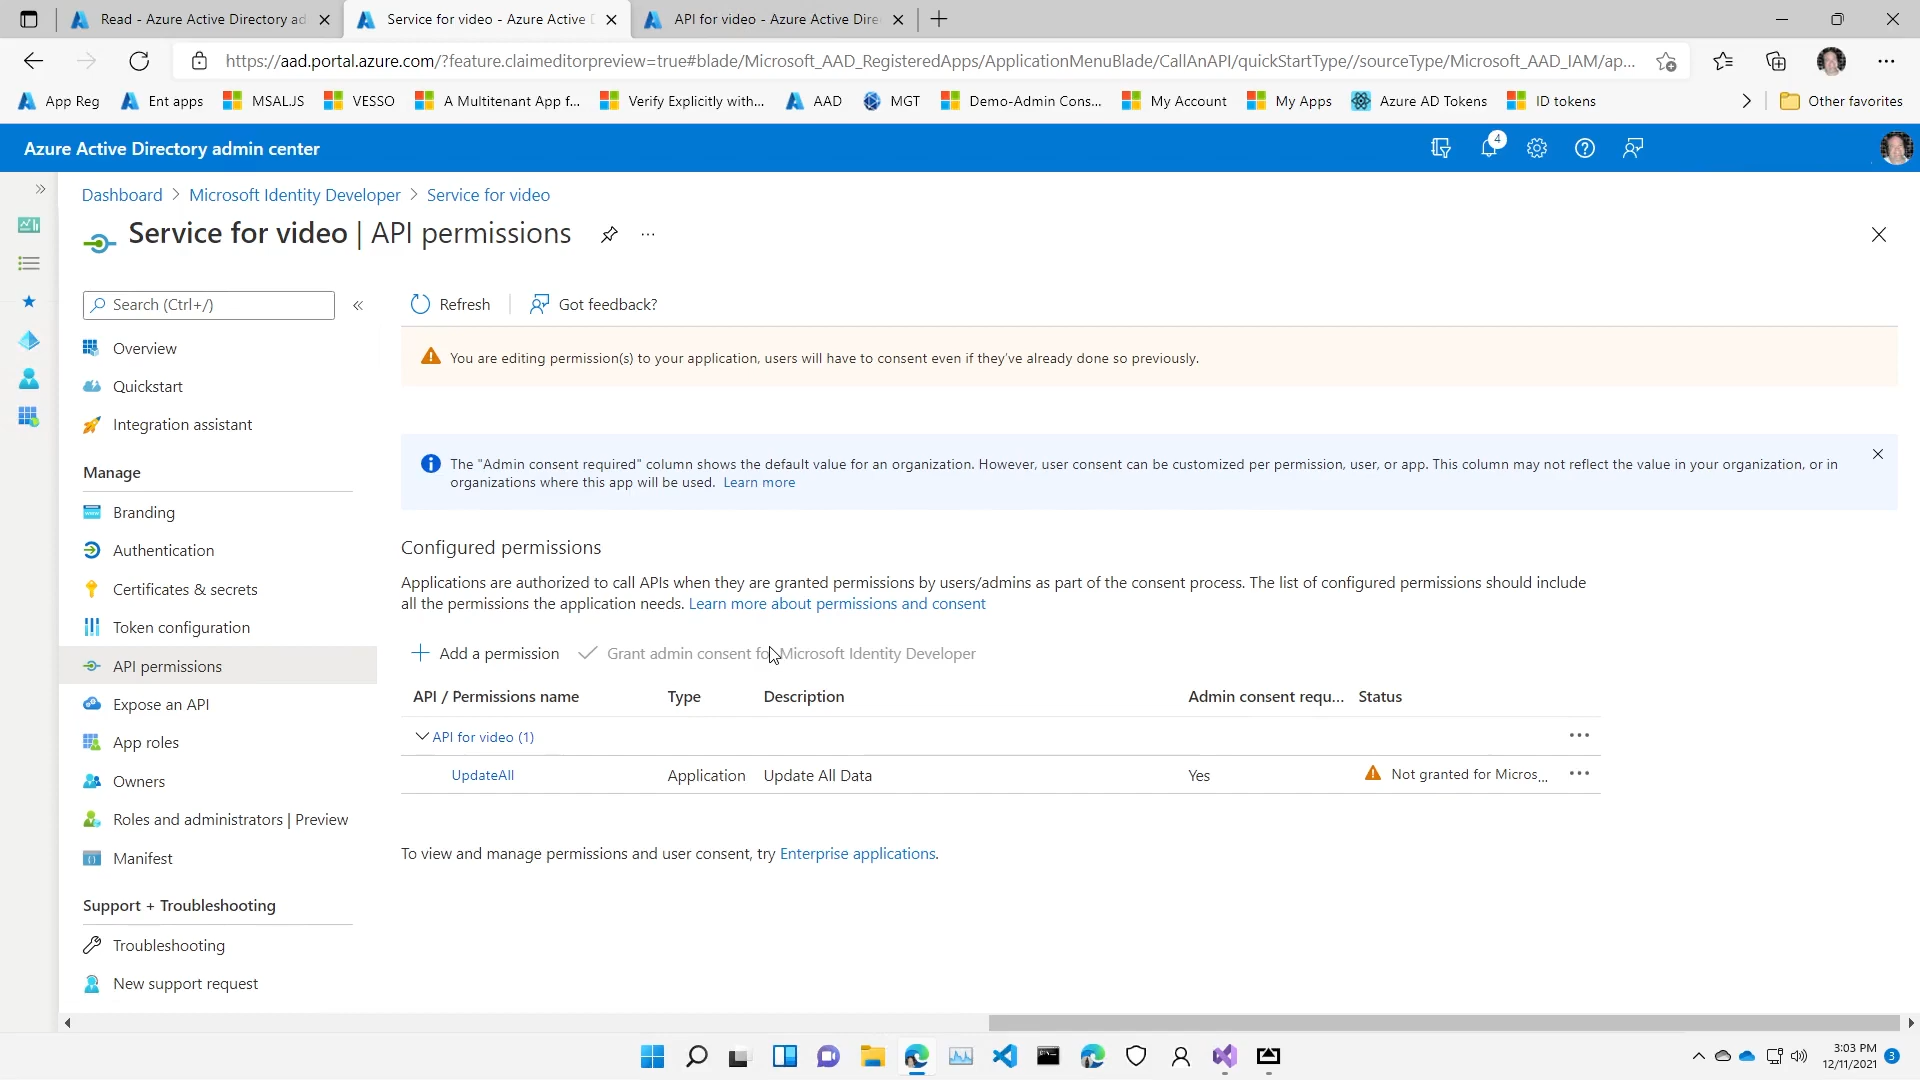 Read - Azure Active Directory ad
Service for video - Azure Active D
API for video - Azure Active Dire
https://aad.portal.azure.com/?feature.claimeditorpreview=true#blade/Microsoft_AAD_RegisteredApps/ApplicationMenuBlade/CallAnAPI/quickStartType//sourceType/Microsoft_AAD_IAM/ap...
App Reg
Ent apps
MSALJS
VESSO
A Multitenant App f...
Verify Explicitly with...
AAD
MGT
Demo-Admin Cons...
My Account
My Apps
Azure AD Tokens
ID tokens
Other favorites
Azure Active Directory admin center
4
Dashboard > Microsoft Identity Developer > Service for video
Service for video | API permissions
Search (Ctrl+/)
Refresh
Got feedback?
Overview
Quickstart
Integration assistant
Manage
Branding
Authentication
Certificates & secrets
Token configuration
API permissions
Expose an API
App roles
Owners
Roles and administrators | Preview
Manifest
Support + Troubleshooting
Troubleshooting
New support request
You are editing permission(s) to your application, users will have to consent even if they've already done so previously.
The "Admin consent required" column shows the default value for an organization. However, user consent can be customized per permission, user, or app. This column may not reflect the value in your organization, or in
organizations where this app will be used. Learn more
Configured permissions
Applications are authorized to call APIs when they are granted permissions by users/admins as part of the consent process. The list of configured permissions should include
all the permissions the application needs. Learn more about permissions and consent
Add a permission
Grant admin consent for Microsoft Identity Developer
API / Permissions name
Type
Description
Admin consent requ...
Status
API for video (1)
UpdateAll
Application
Update All Data
Yes
Not granted for Micros...
To view and manage permissions and user consent, try Enterprise applications.
3:03 PM
12/11/2021
3